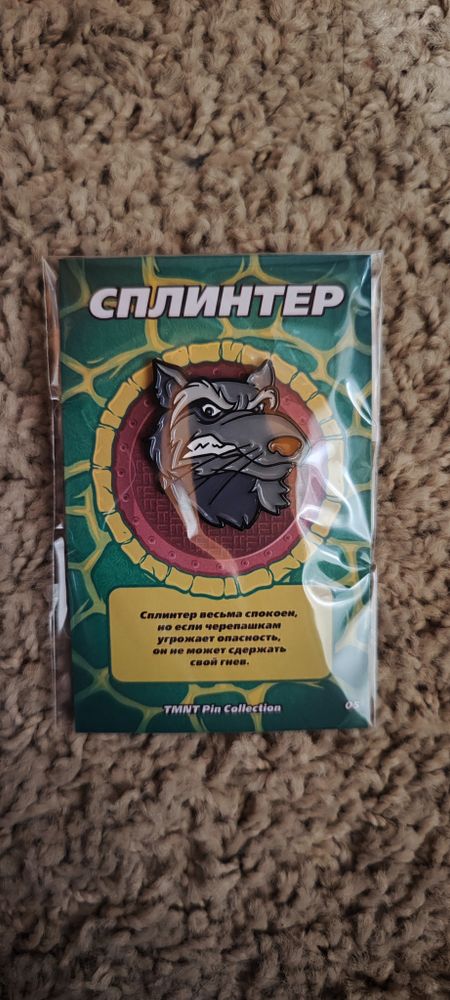 СПЛИНТЕР
Сплинтер весьма спокоен,
но если черепашкам
угрожает опасность,
он не может сдержать
свой гнев.
TMNT Pin Collection
05